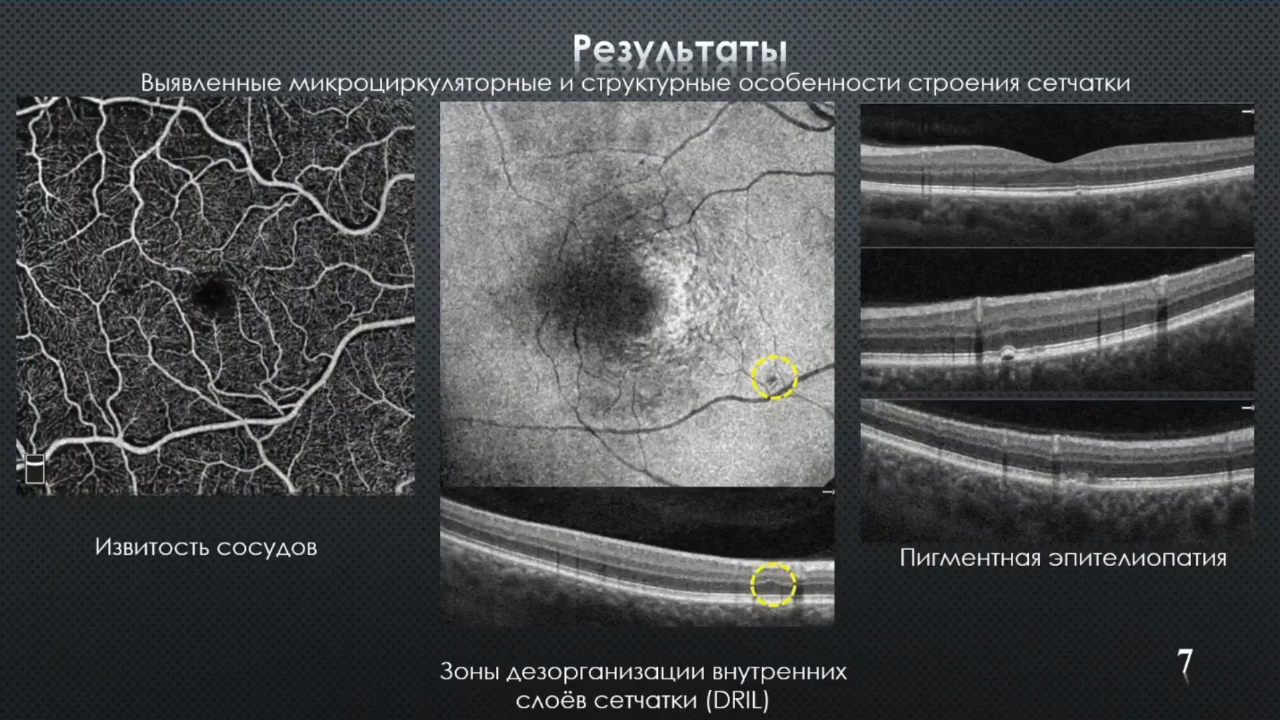 Результаты
Выявленные микроциркуляторные и структурные особенности строения сетчатки
Извитость сосудов
Пигментная эпителиопатия
Зоны дезорганизации внутренних
слоёв сетчатки (DRIL)
7